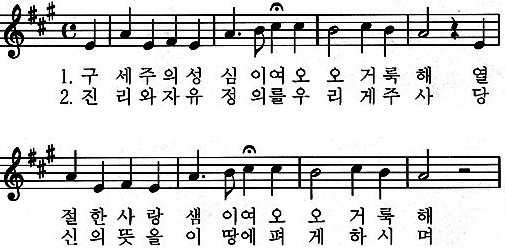 1. 구 세 주 의 성 심 이여 오 오 거 룩 해 열
2. 진 리 와 자 유 정 의를 우 리 게 주 사 당
절 한 사 랑 샘 이여 오 오 거 룩 해
신 의 뜻 을 이 땅에 펴 게 하 시 며